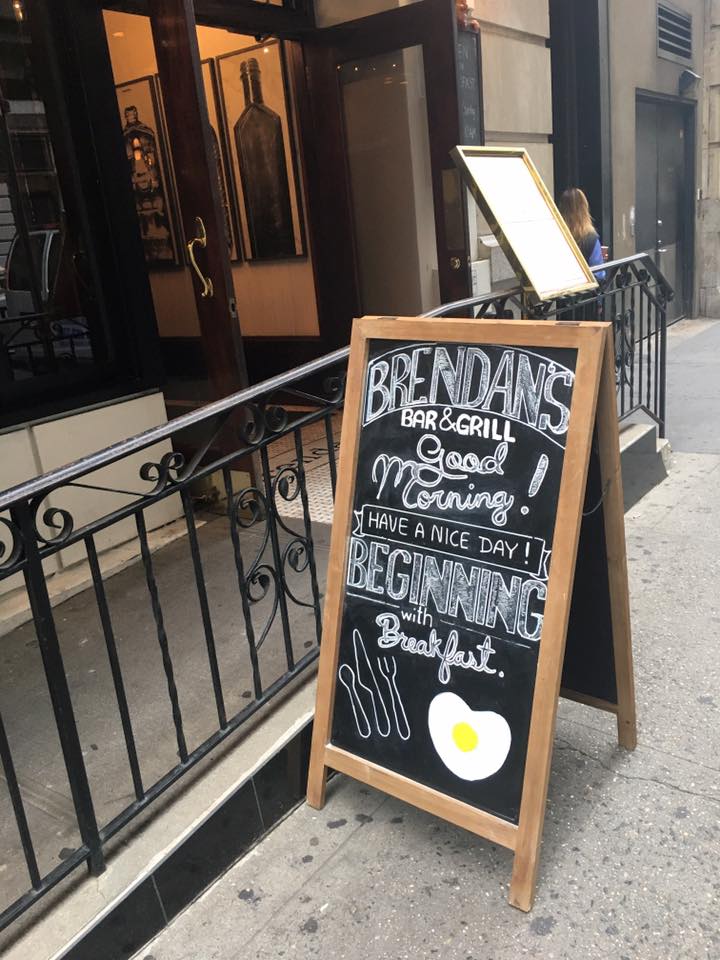 BRENDAN'S
BAR & GRILL
Good
Morning!
HAVE A NICE DAY!
BEGINNING
with
Breakfast.